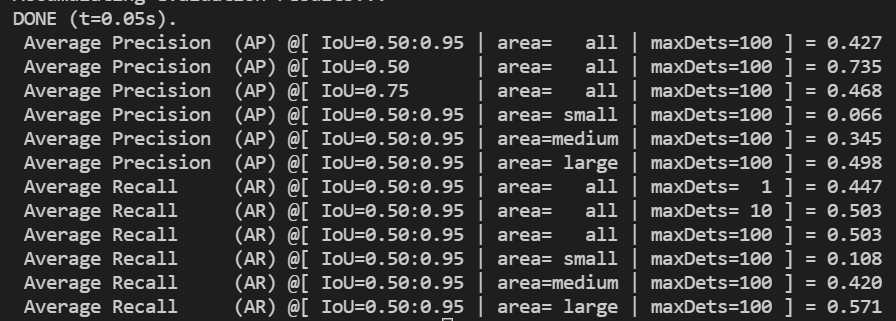 DONE (t=0.05s).
 Average Precision  (AP) @[ IoU=0.50:0.95 | area=   all | maxDets=100 ] = 0.427
 Average Precision  (AP) @[ IoU=0.50      | area=   all | maxDets=100 ] = 0.735
 Average Precision  (AP) @[ IoU=0.75      | area=   all | maxDets=100 ] = 0.468
 Average Precision  (AP) @[ IoU=0.50:0.95 | area= small | maxDets=100 ] = 0.066
 Average Precision  (AP) @[ IoU=0.50:0.95 | area=medium | maxDets=100 ] = 0.345
 Average Precision  (AP) @[ IoU=0.50:0.95 | area= large | maxDets=100 ] = 0.498
 Average Recall     (AR) @[ IoU=0.50:0.95 | area=   all | maxDets=  1 ] = 0.447
 Average Recall     (AR) @[ IoU=0.50:0.95 | area=   all | maxDets= 10 ] = 0.503
 Average Recall     (AR) @[ IoU=0.50:0.95 | area=   all | maxDets=100 ] = 0.503
 Average Recall     (AR) @[ IoU=0.50:0.95 | area= small | maxDets=100 ] = 0.108
 Average Recall     (AR) @[ IoU=0.50:0.95 | area=medium | maxDets=100 ] = 0.420
 Average Recall     (AR) @[ IoU=0.50:0.95 | area= large | maxDets=100 ] = 0.571